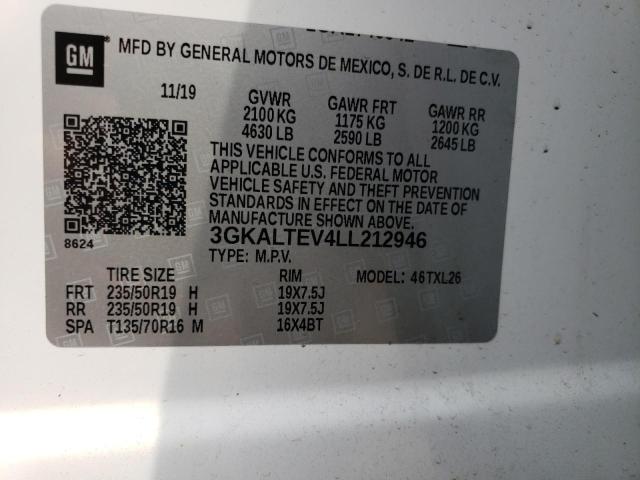 GM ® MFD BY GENERAL MOTORS DE MEXICO, S. DE R.L. DE C.V.
11/19 GVWR GAWR FRT GAWR RR
2100 KG 1175 KG 1200 KG
4630 LB 2590 LB 2645 LB
THIS VEHICLE CONFORMS TO ALL
APPLICABLE U.S. FEDERAL MOTOR
VEHICLE SAFETY AND THEFT PREVENTION
STANDARDS IN EFFECT ON THE DATE OF
MANUFACTURE SHOWN ABOVE.
8624 3GKALTEV4LL212946
TYPE: M.P.V. MODEL: 46TXL26
TIRE SIZE RIM
FRT 235/50R19 H 19X7.5J
RR 235/50R19 H 19X7.5J
SPA T135/70R16 M 16X4BT